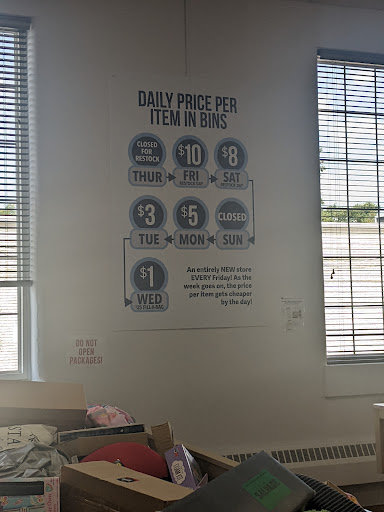 DAILY PRICE PER
ITEM IN BINS
CLOSED
FOR
RESTOCK
THUR
$10
FRI
RESTOCK DAY
$8
SAT
$3
TUE
$5
MON
CLOSED
SUN
$1
WED
An entirely NEW store
EVERY Friday! As the
week goes on, the price
per item gets cheaper
by the day!
DO NOT
OPEN
PACKAGES!